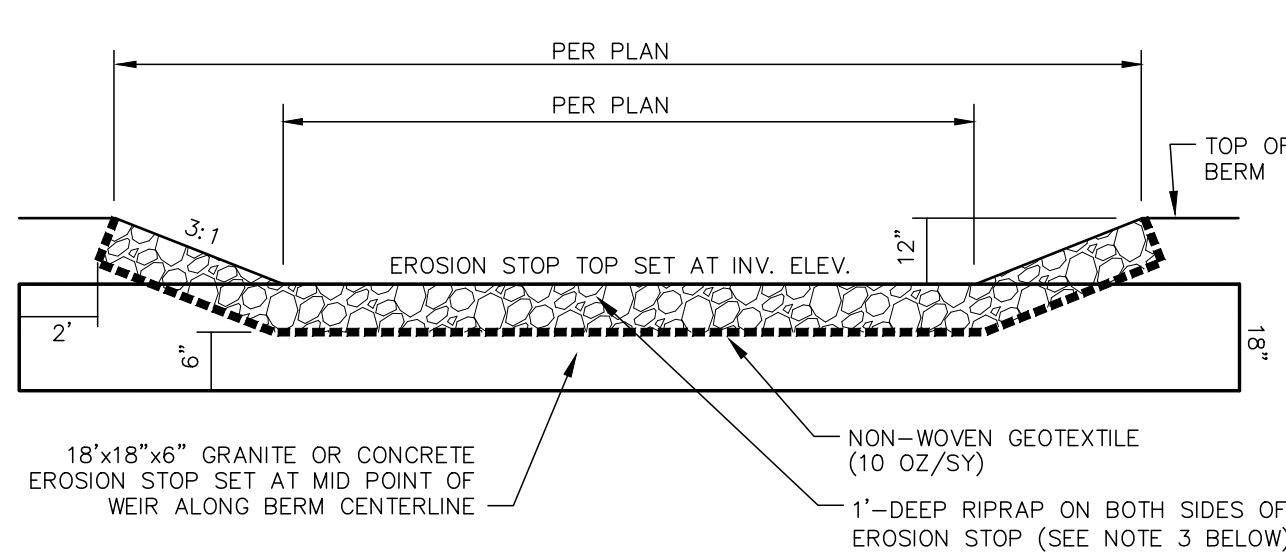 PER PLAN
PER PLAN
TOP OF
BERM
3:1
12"
EROSION STOP TOP SET AT INV. ELEV.
2'
6"
18"
18'x18"x6" GRANITE OR CONCRETE
EROSION STOP SET AT MID POINT OF
WEIR ALONG BERM CENTERLINE
NON-WOVEN GEOTEXTILE
(10 OZ/SY)
1'-DEEP RIPRAP ON BOTH SIDES OF
EROSION STOP (SEE NOTE 3 BELOW)